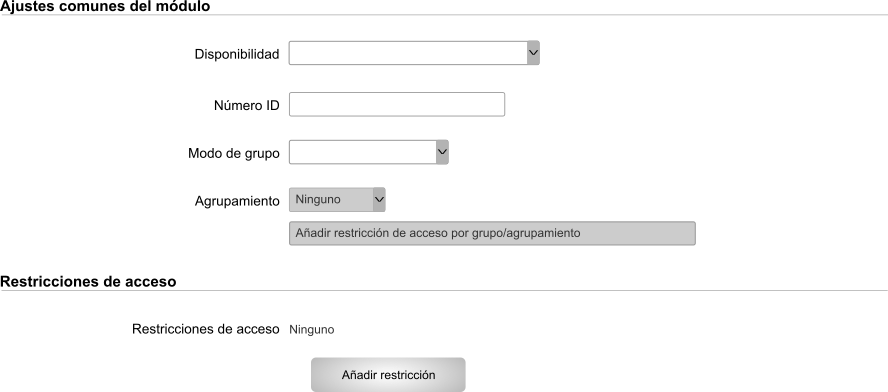 Ajustes comunes del módulo
Disponibilidad
Número ID
Modo de grupo
Agrupamiento Ninguno
Añadir restricción de acceso por grupo/agrupamiento
Restricciones de acceso
Restricciones de acceso Ninguno
Añadir restricción